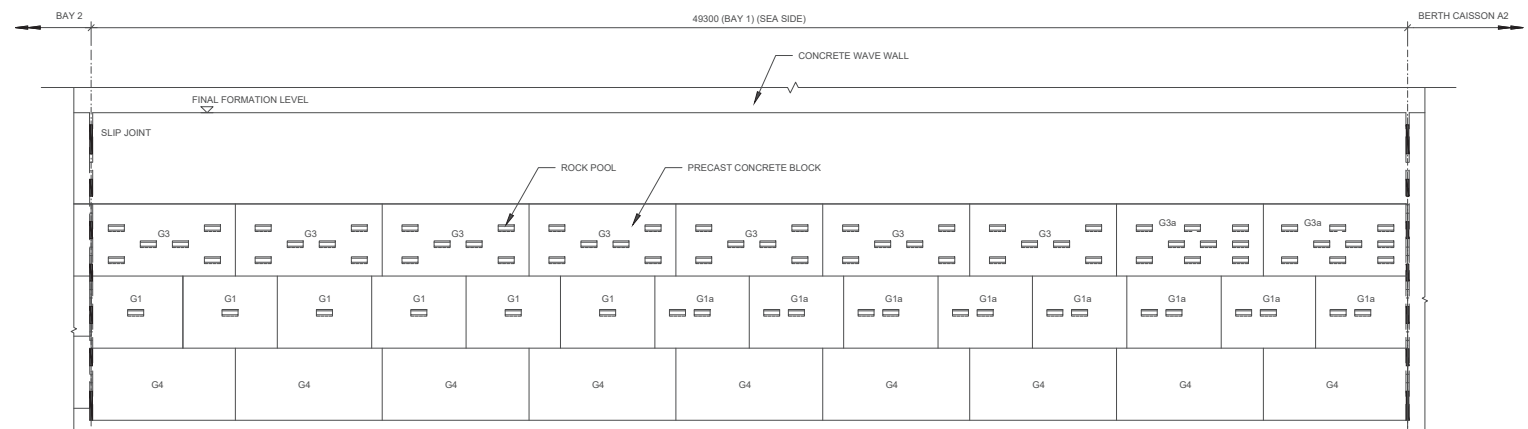 BAY 2
49300 (BAY 1) (SEA SIDE)
BERTH CAISSON A2
CONCRETE WAVE WALL
FINAL FORMATION LEVEL
SLIP JOINT
ROCK POOL
PRECAST CONCRETE BLOCK
G3 G3 G3 G3 G3 G3 G3 G3a G3a
G1 G1 G1 G1 G1 G1 G1a G1a G1a G1a G1a G1a G1a G1a
G4 G4 G4 G4 G4 G4 G4 G4 G4